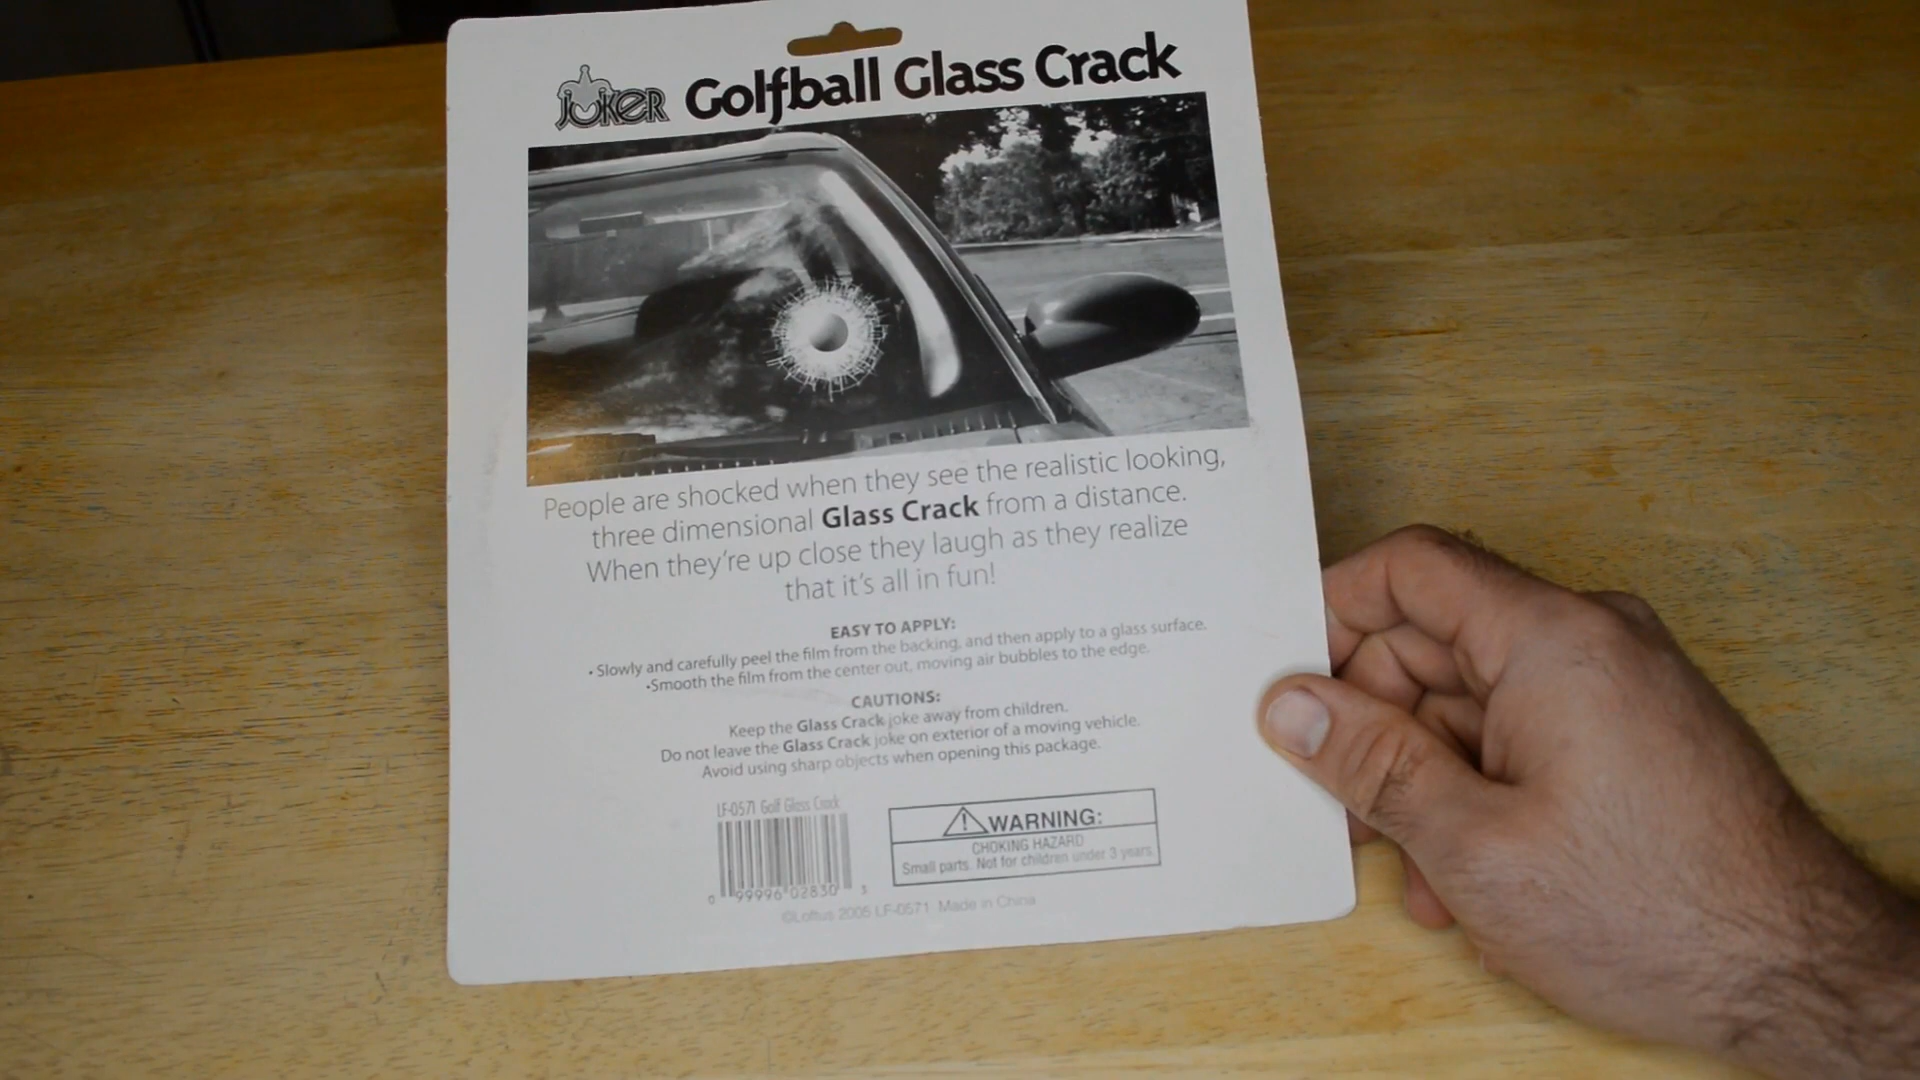 JOKER Golfball Glass Crack
People are shocked when they see the realistic looking,
three dimensional Glass Crack from a distance.
When they're up close they laugh as they realize
that it's all in fun!
EASY TO APPLY:
• Slowly and carefully peel the film from the backing, and then apply to a glass surface.
•Smooth the film from the center out, moving air bubbles to the edge.
CAUTIONS:
Keep the Glass Crack joke away from children.
Do not leave the Glass Crack joke on exterior of a moving vehicle.
Avoid using sharp objects when opening this package.
LF-0571 Golf Glass Crack
0 99996 02830 3
WARNING:
CHOKING HAZARD
Small parts. Not for children under 3 years.
©Loftus 2005 LF-0571 Made in China